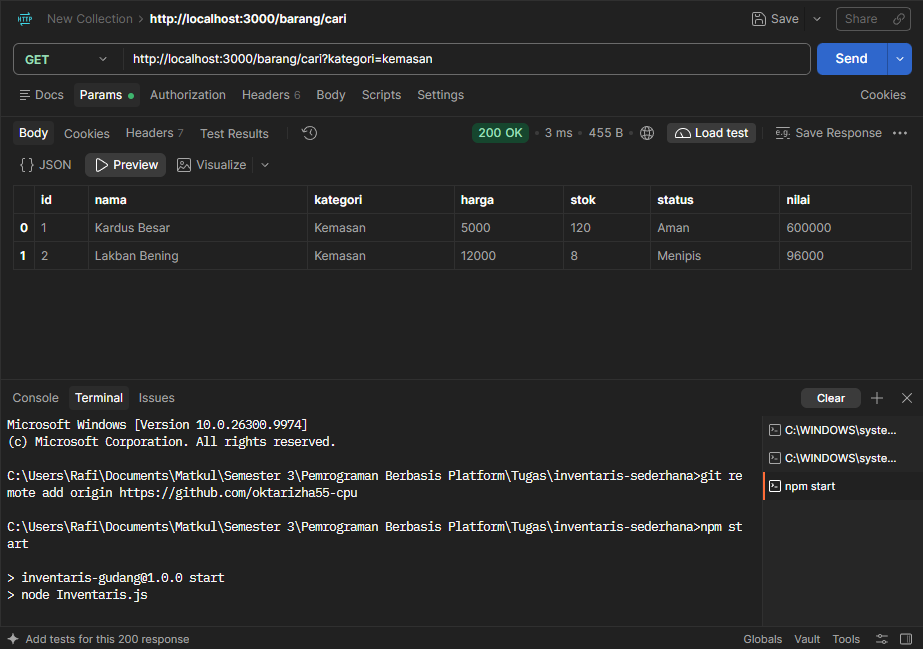 HTTP New Collection > http://localhost:3000/barang/cari Save Share
GET http://localhost:3000/barang/cari?kategori=kemasan Send
Docs Params Authorization Headers 6 Body Scripts Settings Cookies
Body Cookies Headers 7 Test Results 200 OK • 3 ms • 455 B • Load test e.g. Save Response
{} JSON Preview Visualize
id nama kategori harga stok status nilai
0 1 Kardus Besar Kemasan 5000 120 Aman 600000
1 2 Lakban Bening Kemasan 12000 8 Menipis 96000
Console Terminal Issues Clear
Microsoft Windows [Version 10.0.26300.9974]
(c) Microsoft Corporation. All rights reserved.
C:\Users\Rafi\Documents\Matkul\Semester 3\Pemrograman Berbasis Platform\Tugas\inventaris-sederhana>git re
mote add origin https://github.com/oktarizha55-cpu
C:\Users\Rafi\Documents\Matkul\Semester 3\Pemrograman Berbasis Platform\Tugas\inventaris-sederhana>npm st
art
> inventaris-gudang@1.0.0 start
> node Inventaris.js
C:\WINDOWS\syste...
C:\WINDOWS\syste...
npm start
Add tests for this 200 response Globals Vault Tools